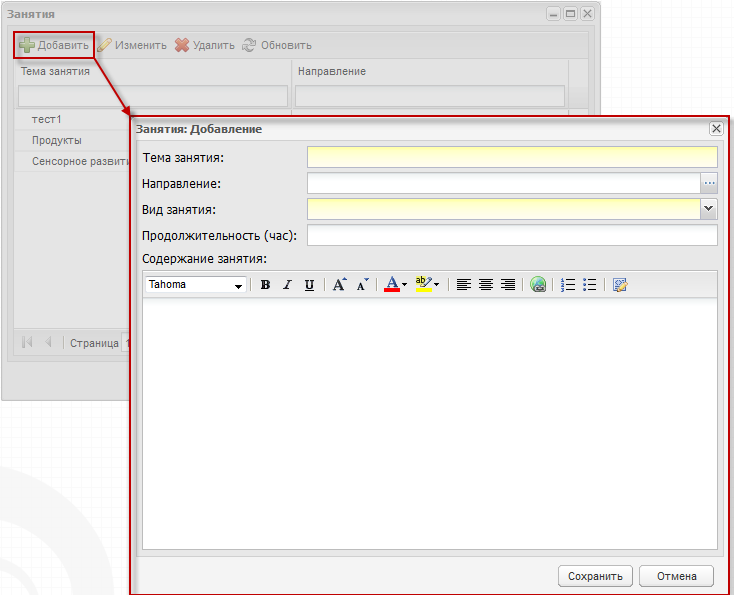 Занятия
Добавить Изменить Удалить Обновить
Тема занятия Направление
тест1
Продукты
Сенсорное развити
Страница 1
Занятия: Добавление
Тема занятия:
Направление:
Вид занятия:
Продолжительность (час):
Содержание занятия:
Tahoma B I U A A A ab
Сохранить Отмена